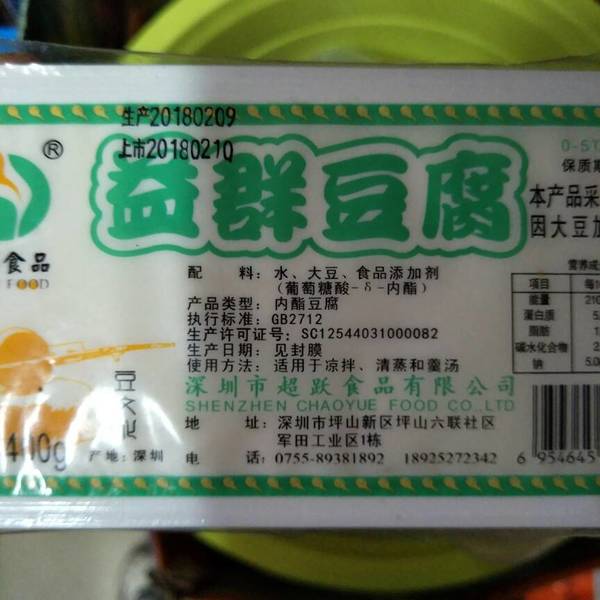 生产20180209
上市20180210
®
益群豆腐
0-5℃
保质期
本产品采
因大豆加
食品
FOOD
配 料：水、大豆、食品添加剂
（葡萄糖酸-δ-内酯）
产品类型：内酯豆腐
执行标准：GB2712
生产许可证号：SC12544031000082
生产日期：见封膜
使用方法：适用于凉拌、清蒸和羹汤
深圳市超跃食品有限公司
SHENZHEN CHAOYUE FOOD CO.,LTD
地 址：深圳市坪山新区坪山六联社区
军田工业区1栋
电 话：0755-89381892 18925272342
400g
产地：深圳
营养成
项目 每1
能量 210
蛋白质 5.
脂肪 1
碳水化合物 2.
钠 5.0
6 954645